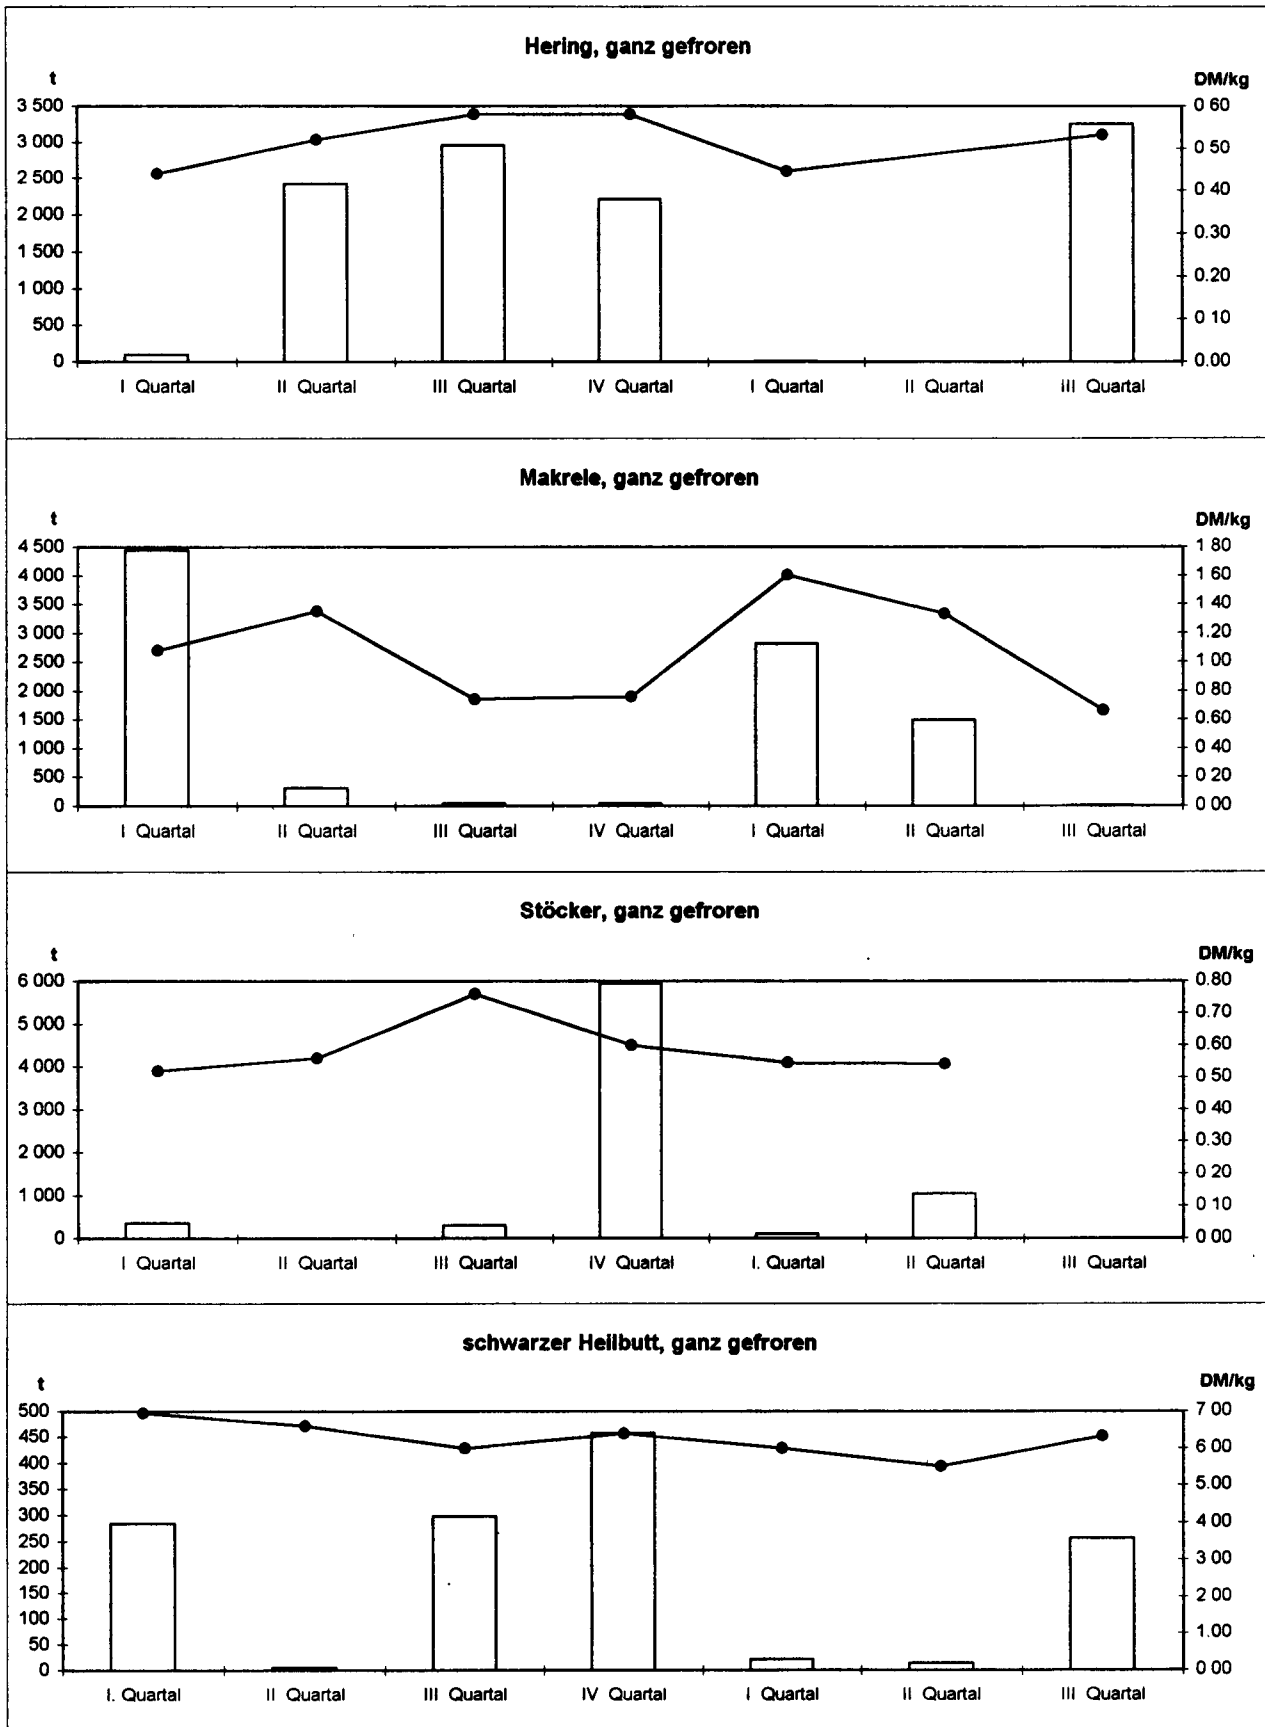 Hering, ganz gefroren
t DM/kg
3 500 0.60
3 000 0.50
2 500 0.40
2 000 0.30
1 500
1 000 0.20
500 0 10
0 0.00
I Quartal II Quartal III Quartal IV Quartal I Quartal II Quartal III Quartal
Makrele, ganz gefroren
t DM/kg
4 500 1.80
4 000 1.60
3 500 1.40
3 000 1.20
2 500 1 00
2 000 0.80
1 500 0.60
1 000 0 40
500 0 20
0 0 00
I Quartal II Quartal III Quartal IV Quartal I Quartal II Quartal III Quartal
Stöcker, ganz gefroren
t DM/kg
6 000 0.80
0.70
5 000 0.60
4 000 0.50
3 000 0 40
0.30
2 000 0 20
1 000 0 10
0 0 00
I Quartal II Quartal III Quartal IV Quartal I. Quartal II Quartal III Quartal
schwarzer Heilbutt, ganz gefroren
t DM/kg
500 7 00
450 6 00
400
350 5.00
300 4 00
250
200 3 00
150 2 00
100 1.00
50
0 0 00
I. Quartal II Quartal III Quartal IV Quartal I Quartal II Quartal III Quartal